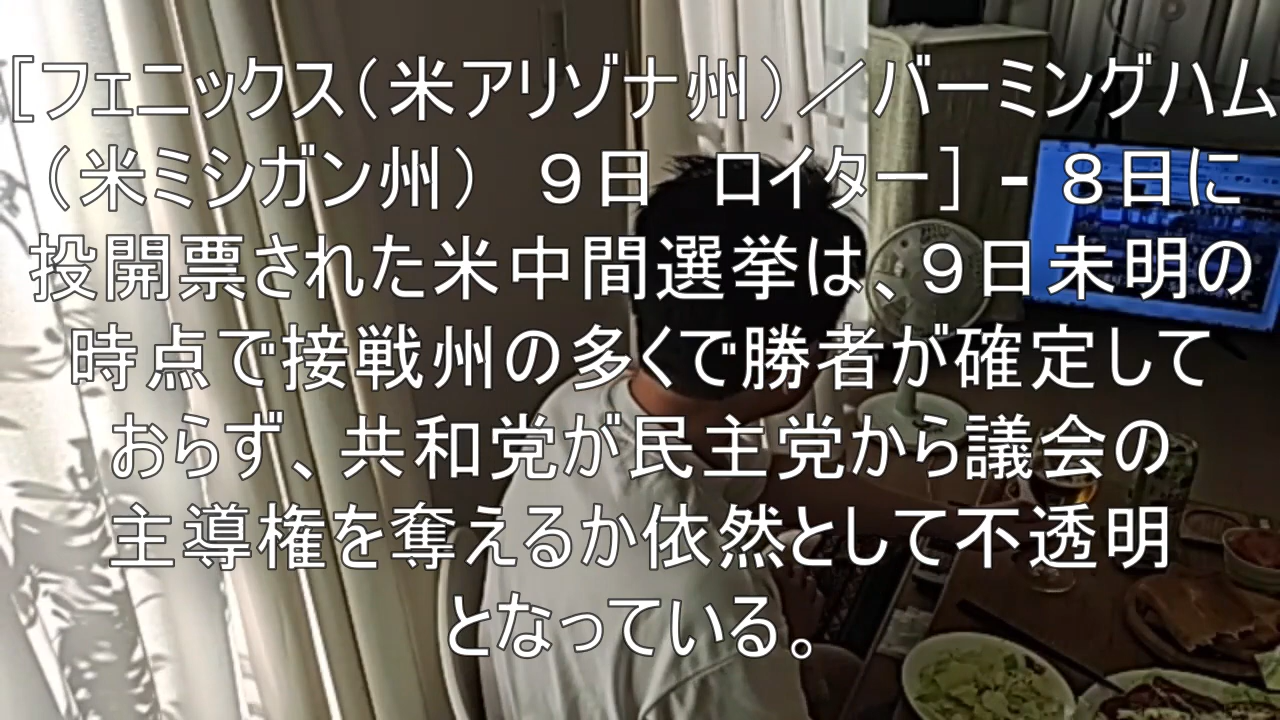 [フェニックス（米アリゾナ州）／バーミングハム
（米ミシガン州）　９日　ロイター］ - ８日に
投開票された米中間選挙は、９日未明の
時点で接戦州の多くで勝者が確定して
おらず、共和党が民主党から議会の
主導権を奪えるか依然として不透明
となっている。